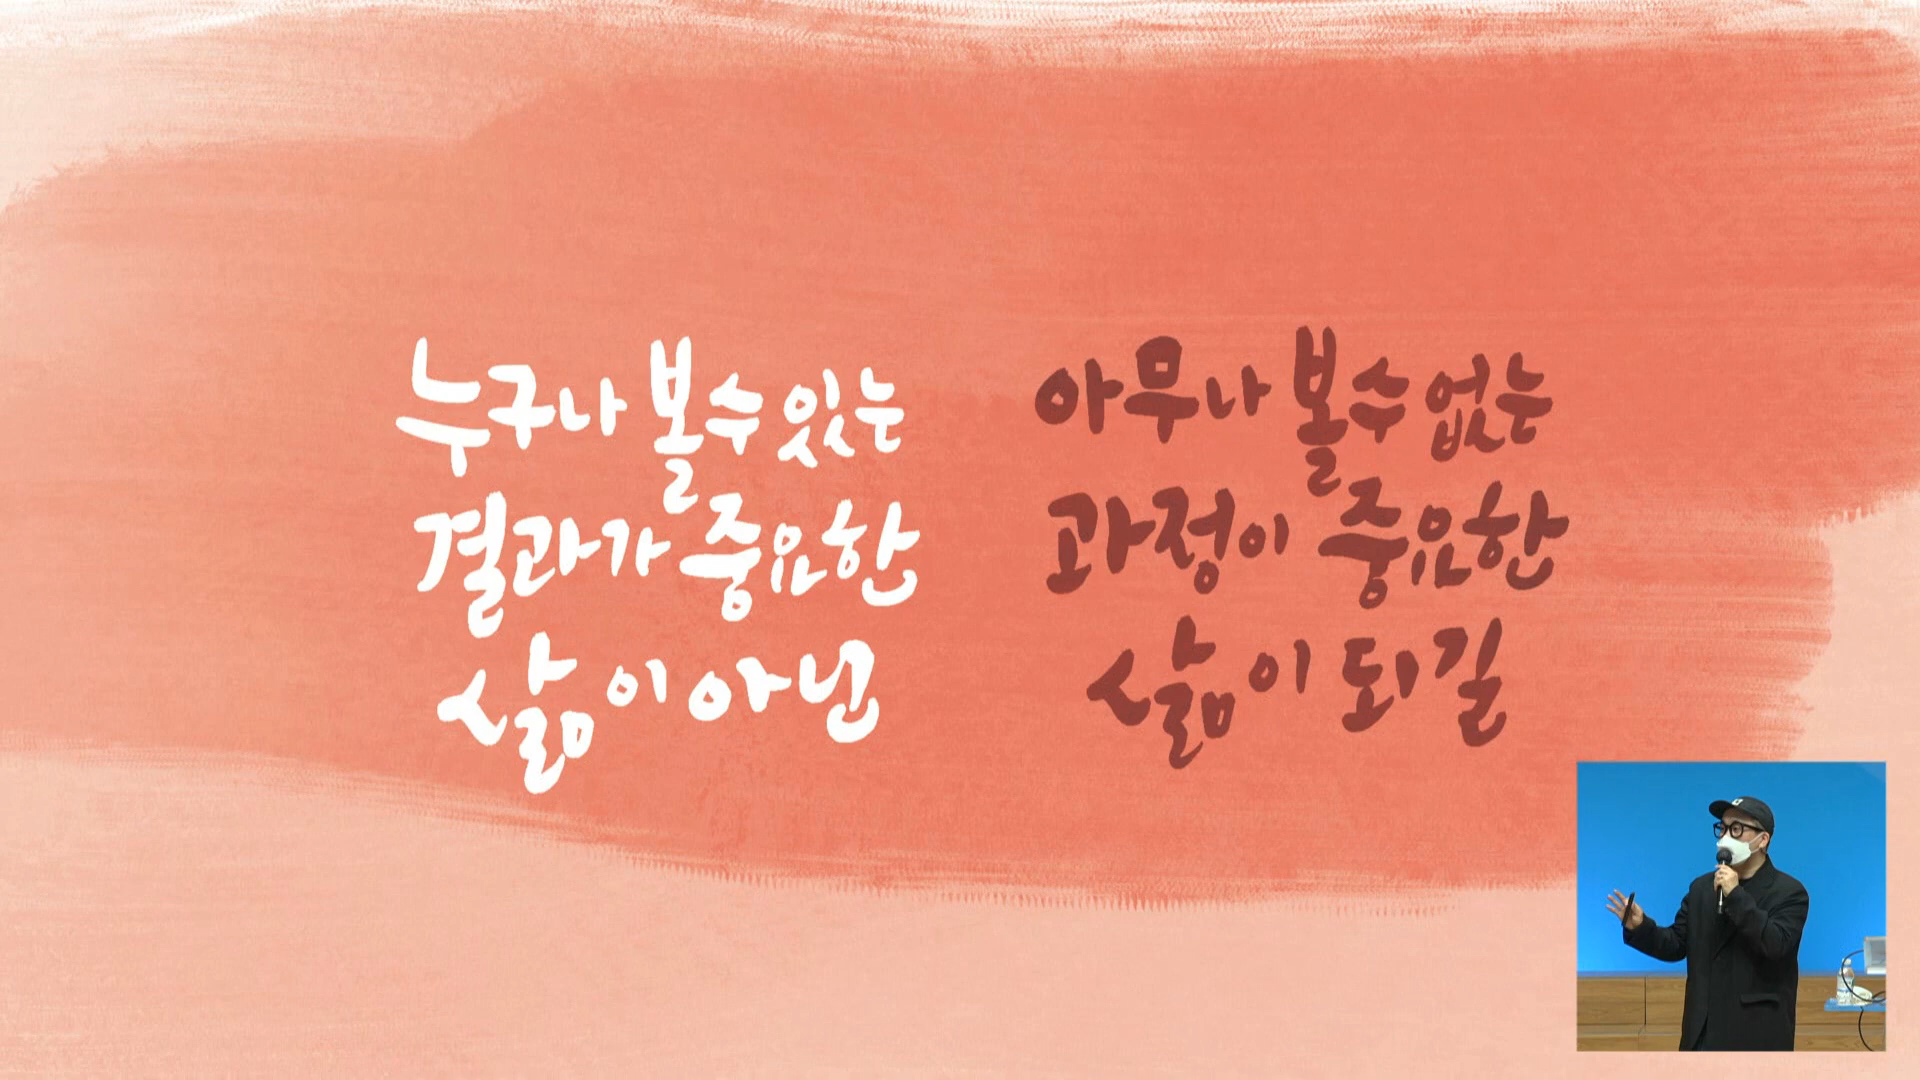 누구나 볼 수 있는
결과가 중요한
삶이 아닌
아무나 볼 수 없는
과정이 중요한
삶이 되길